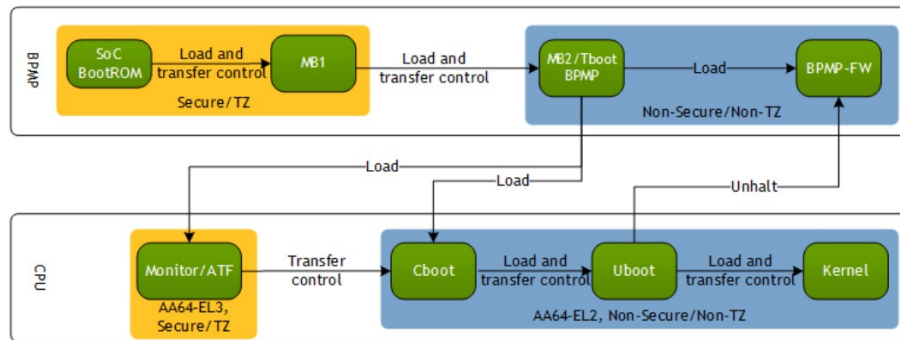 BPMP
SoC
BootROM
Load and
transfer control
MB1
Secure/TZ
Load and
transfer control
MB2/Tboot
BPMP
Load
BPMP-FW
Non-Secure/Non-TZ
Load
Load
Unhalt
CPU
Monitor/ATF
AA64-EL3,
Secure/TZ
Transfer
control
Cboot
Load and
transfer control
Uboot
Load and
transfer control
Kernel
AA64-EL2, Non-Secure/Non-TZ